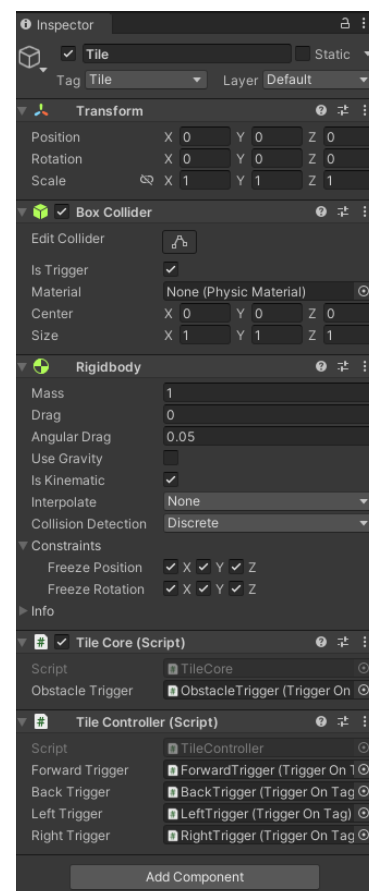 Inspector
Tile Static
Tag Tile Layer Default
Transform
Position X 0 Y 0 Z 0
Rotation X 0 Y 0 Z 0
Scale X 1 Y 1 Z 1
Box Collider
Edit Collider
Is Trigger
Material None (Physic Material)
Center X 0 Y 0 Z 0
Size X 1 Y 1 Z 1
Rigidbody
Mass 1
Drag 0
Angular Drag 0.05
Use Gravity
Is Kinematic
Interpolate None
Collision Detection Discrete
Constraints
Freeze Position X Y Z
Freeze Rotation X Y Z
Info
# Tile Core (Script)
Script TileCore
Obstacle Trigger ObstacleTrigger (Trigger On
# Tile Controller (Script)
Script TileController
Forward Trigger ForwardTrigger (Trigger On T
Back Trigger BackTrigger (Trigger On Tag
Left Trigger LeftTrigger (Trigger On Tag)
Right Trigger RightTrigger (Trigger On Tag
Add Component